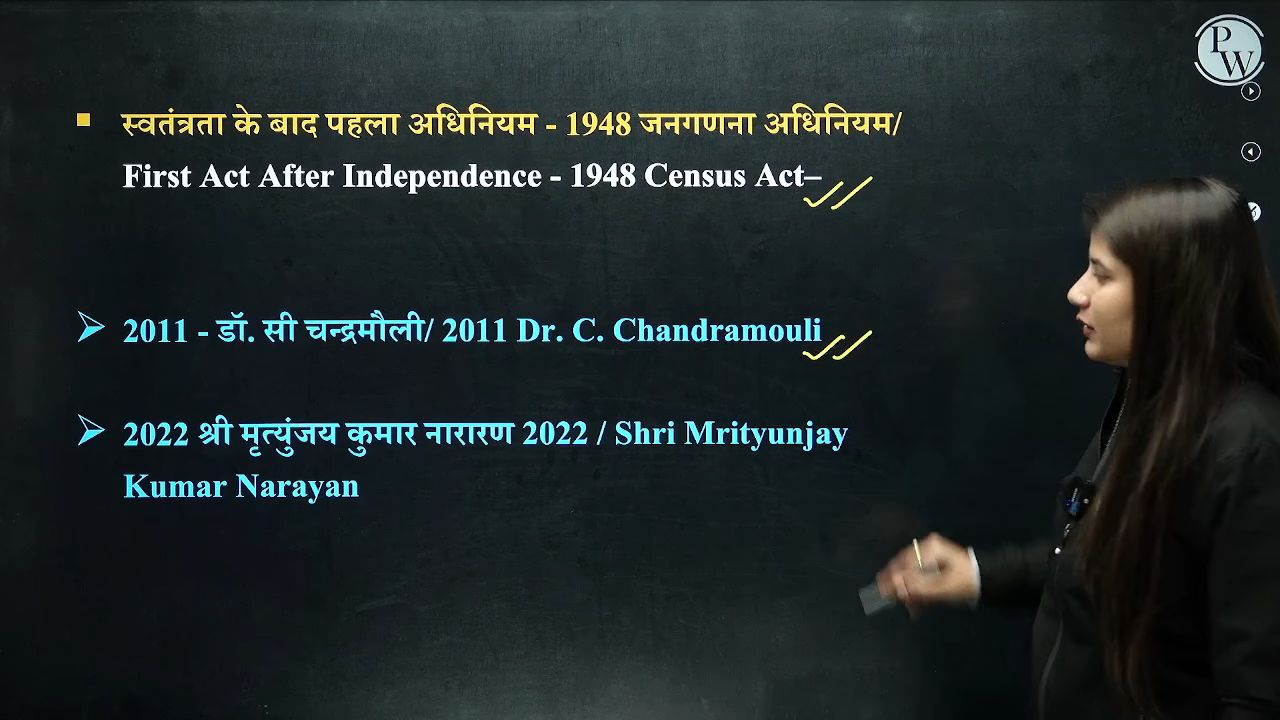 PW
स्वतंत्रता के बाद पहला अधिनियम - 1948 जनगणना अधिनियम/
First Act After Independence - 1948 Census Act–
2011 - डॉ. सी चन्द्रमौली/ 2011 Dr. C. Chandramouli
2022 श्री मृत्युंजय कुमार नारारण 2022 / Shri Mrityunjay
Kumar Narayan